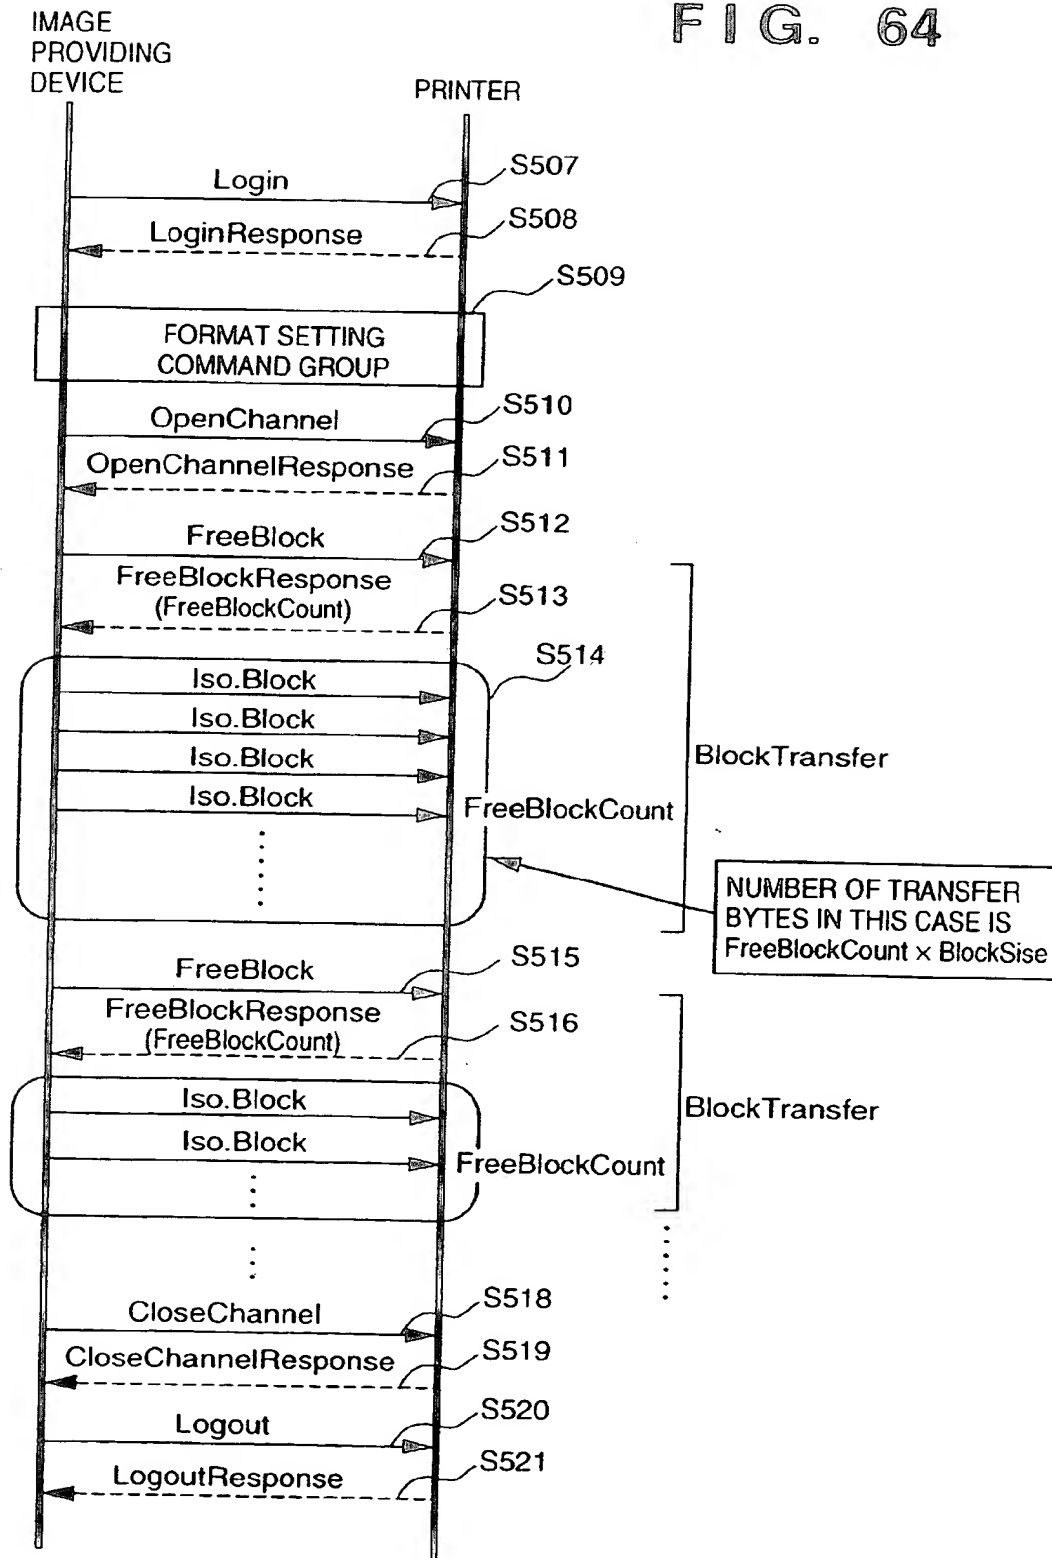 FIG. 64
IMAGE
PROVIDING
DEVICE
PRINTER
Login
S507
LoginResponse
S508
S509
FORMAT SETTING
COMMAND GROUP
OpenChannel
S510
OpenChannelResponse
S511
FreeBlock
S512
FreeBlockResponse
(FreeBlockCount)
S513
S514
Iso.Block
Iso.Block
Iso.Block
Iso.Block
FreeBlockCount
BlockTransfer
NUMBER OF TRANSFER
BYTES IN THIS CASE IS
FreeBlockCount × BlockSise
FreeBlock
S515
FreeBlockResponse
(FreeBlockCount)
S516
Iso.Block
Iso.Block
FreeBlockCount
BlockTransfer
CloseChannel
S518
CloseChannelResponse
S519
Logout
S520
LogoutResponse
S521